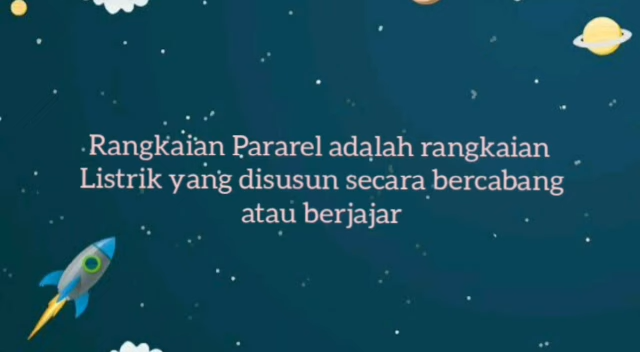 Rangkaian Pararel adalah rangkaian
Listrik yang disusun secara bercabang
atau berjajar